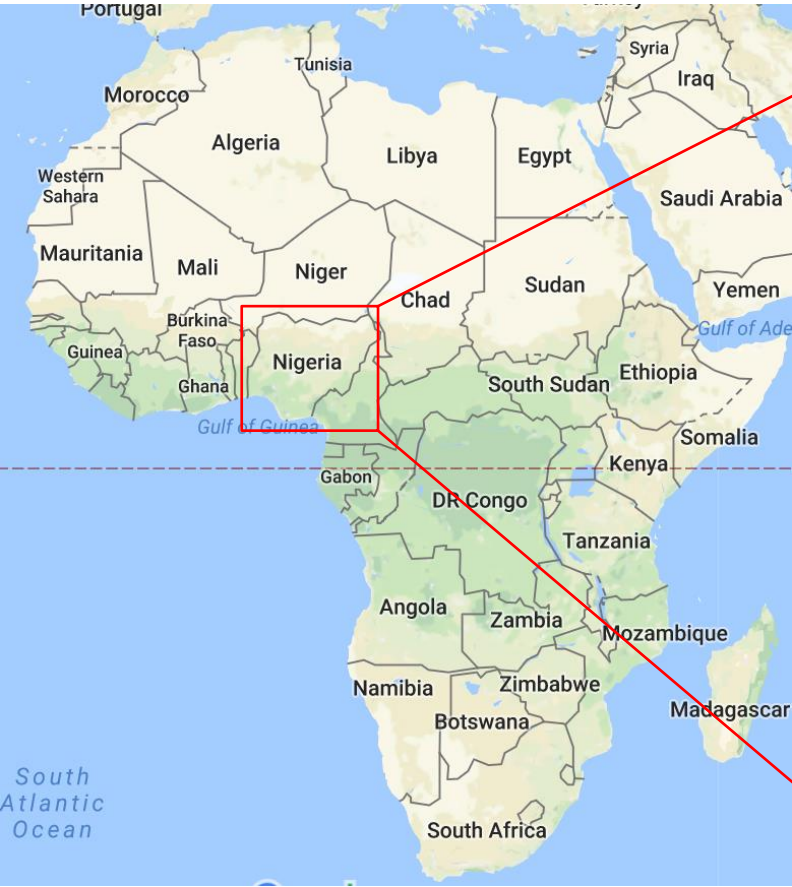 Portugal
Syria
Tunisia
Iraq
Morocco
Algeria
Libya
Egypt
Western
Sahara
Saudi Arabia
Mauritania
Mali
Niger
Chad
Sudan
Yemen
Burkina
Faso
Gulf of Ade
Guinea
Nigeria
Ghana
South Sudan
Ethiopia
Gulf of Guinea
Somalia
Gabon
Kenya
DR Congo
Tanzania
Angola
Zambia
Mozambique
Namibia
Zimbabwe
Botswana
Madagascar
South
Atlantic
Ocean
South Africa